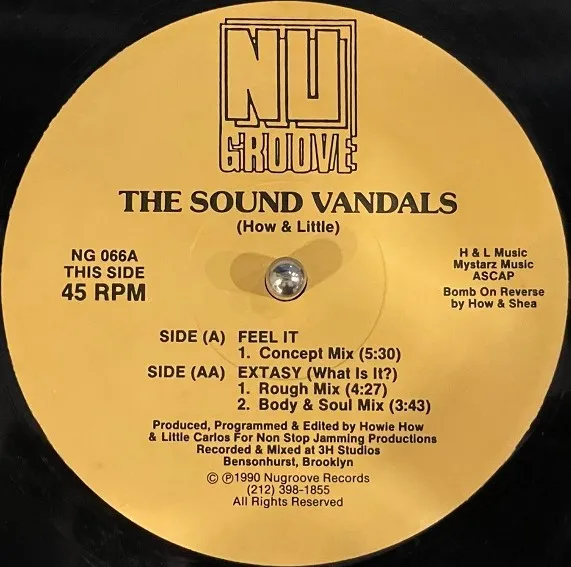 NU
GROOVE
THE SOUND VANDALS
(How & Little)
NG 066A
THIS SIDE
45 RPM
H & L Music
Mystarz Music
ASCAP
Bomb On Reverse
by How & Shea
SIDE (A) FEEL IT
1. Concept Mix (5:30)
SIDE (AA) EXTASY (What Is It?)
1. Rough Mix (4:27)
2. Body & Soul Mix (3:43)
Produced, Programmed & Edited by Howie How
& Little Carlos For Non Stop Jamming Productions
Recorded & Mixed at 3H Studios
Bensonhurst, Brooklyn
© ℗1990 Nugroove Records
(212) 398-1855
All Rights Reserved